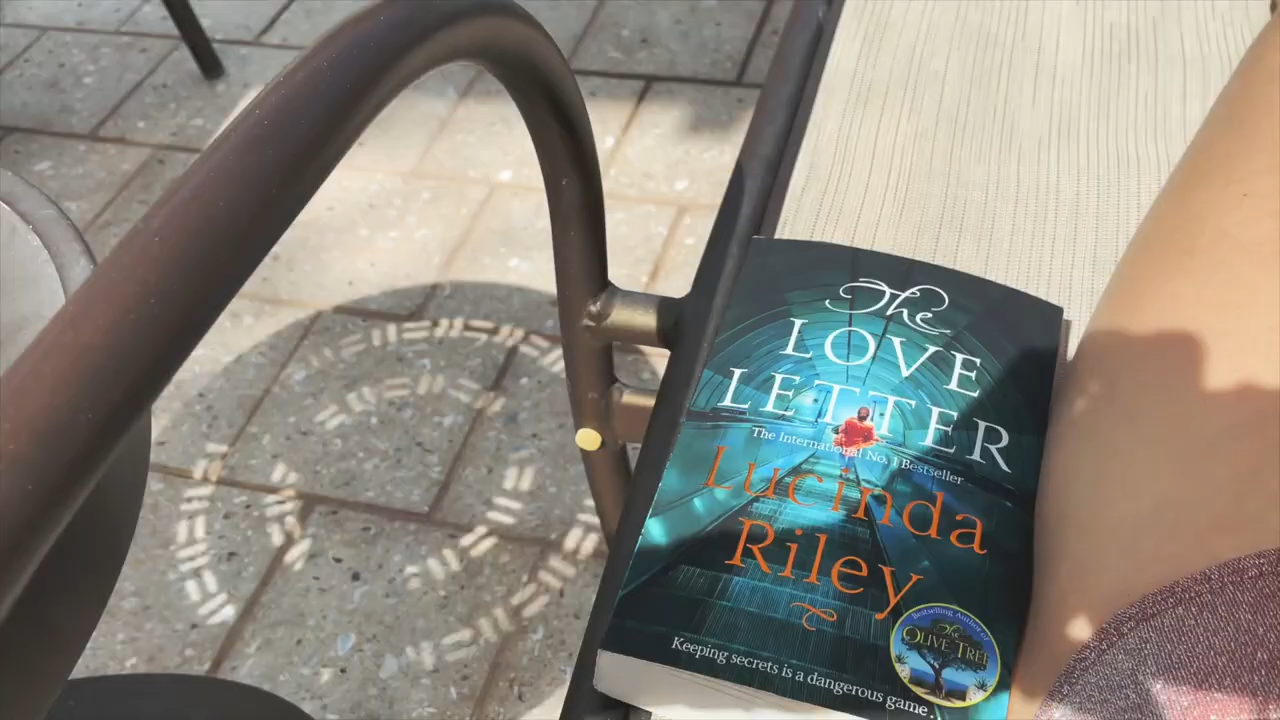 The
LOVE
LETTER
The International No. 1 Bestseller
Lucinda
Riley
Bestselling Author of
The
OLIVE TREE
Keeping secrets is a dangerous game...